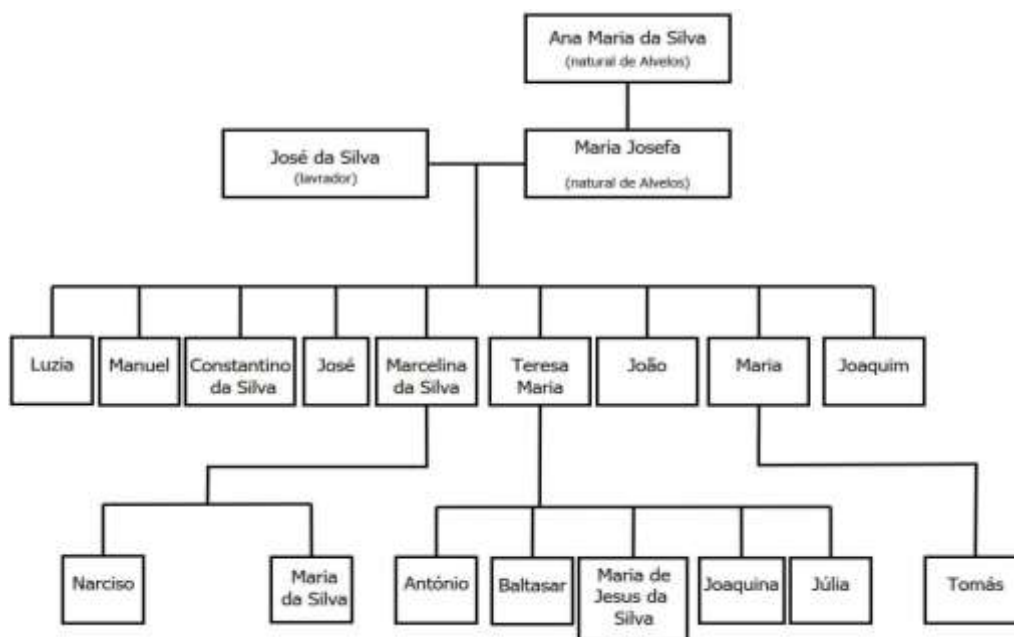 Ana Maria da Silva
(natural de Alvelos)
José da Silva
(lavrador)
Maria Josefa
(natural de Alvelos)
Luzia
Manuel
Constantino
da Silva
José
Marcelina
da Silva
Teresa
Maria
João
Maria
Joaquim
Narciso
Maria
da Silva
António
Baltasar
Maria de
Jesus da
Silva
Joaquina
Júlia
Tomás